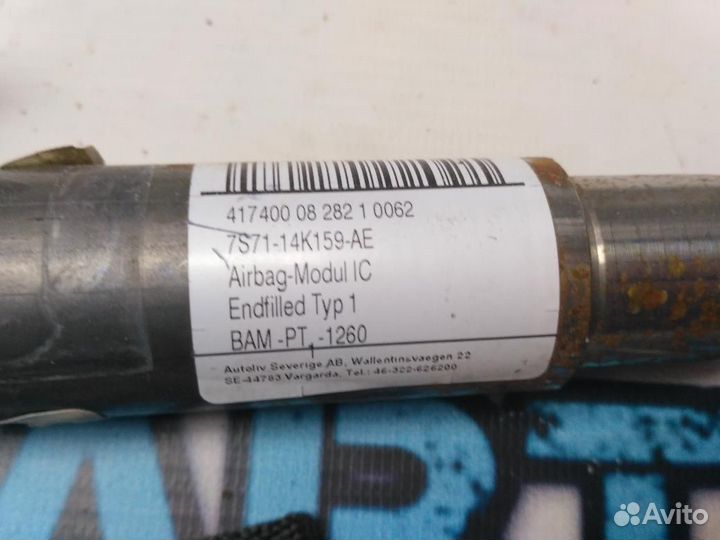 417400 08 282 1 0062
7S71-14K159-AE
Airbag-Modul IC
Endfilled Typ 1
BAM -PT. -1260
Autoliv Severige AB, Wallentinsvaegen 22
SE-44783 Vargarda, Tel.: 46-322-626200
ART
Avito